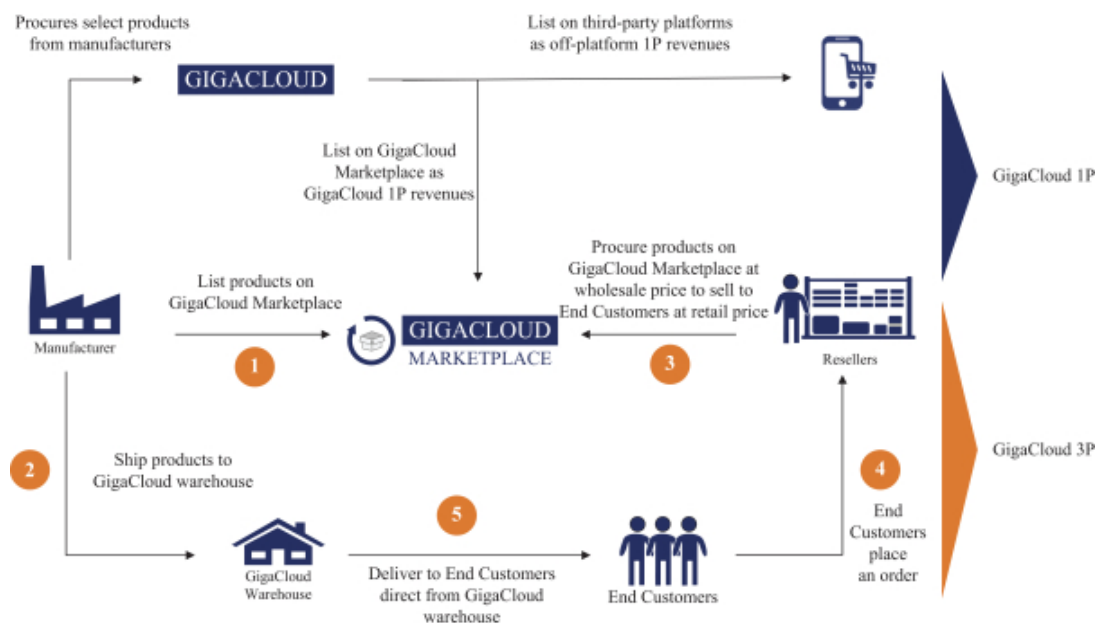 Procures select products
from manufacturers
List on third-party platforms
as off-platform 1P revenues
GIGACLOUD
List on GigaCloud
Marketplace as
GigaCloud 1P revenues
GigaCloud 1P
List products on
GigaCloud Marketplace
Procure products on
GigaCloud Marketplace at
wholesale price to sell to
End Customers at retail price
Manufacturer
1
GIGACLOUD
MARKETPLACE
3
Resellers
2
Ship products to
GigaCloud warehouse
GigaCloud 3P
4
End
Customers
place
an order
5
GigaCloud
Warehouse
Deliver to End Customers
direct from GigaCloud
warehouse
End Customers